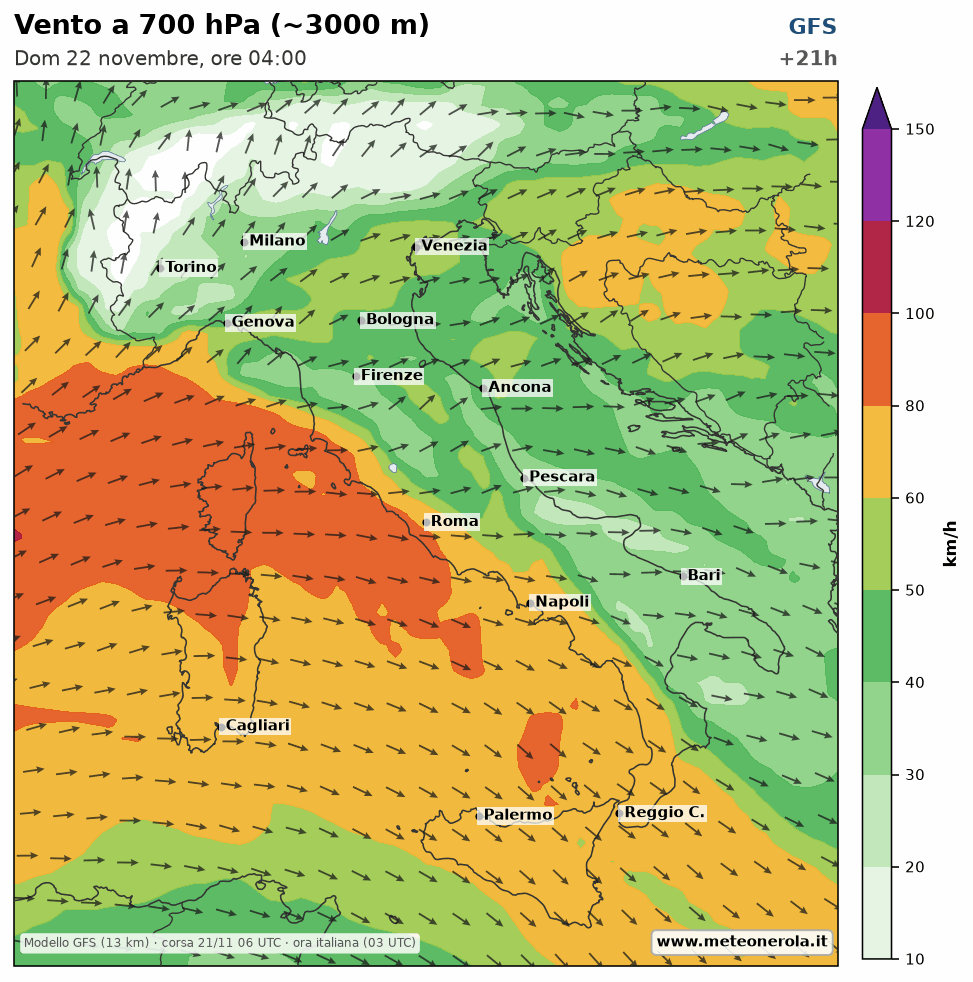 Vento a 700 hPa (~3000 m)
GFS
Dom 22 novembre, ore 04:00
+21h
150
120
100
80
60
50
40
30
20
10
km/h
Milano
Venezia
Torino
Genova
Bologna
Firenze
Ancona
Pescara
Roma
Bari
Napoli
Cagliari
Palermo
Reggio C.
Modello GFS (13 km) · corsa 21/11 06 UTC · ora italiana (03 UTC)
www.meteonerola.it